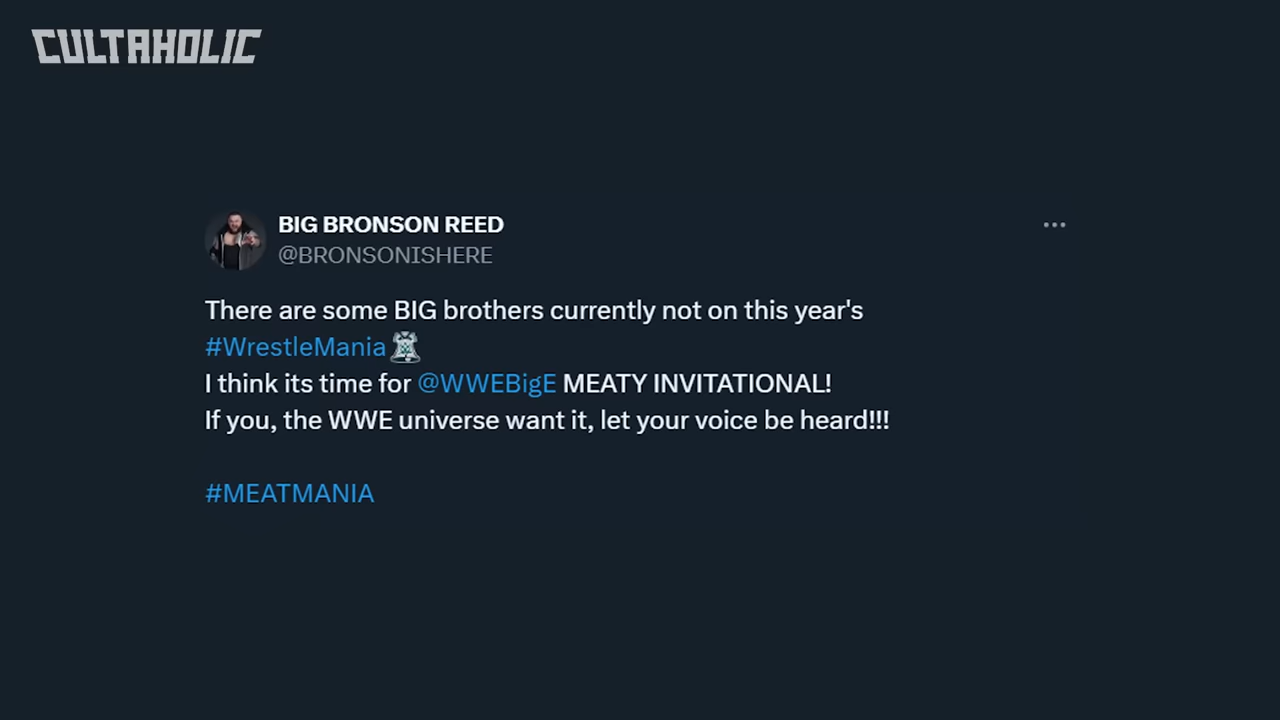 CULTAHOLIC
BIG BRONSON REED
@BRONSONISHERE
There are some BIG brothers currently not on this year's
#WrestleMania
I think its time for @WWEBigE MEATY INVITATIONAL!
If you, the WWE universe want it, let your voice be heard!!!
#MEATMANIA